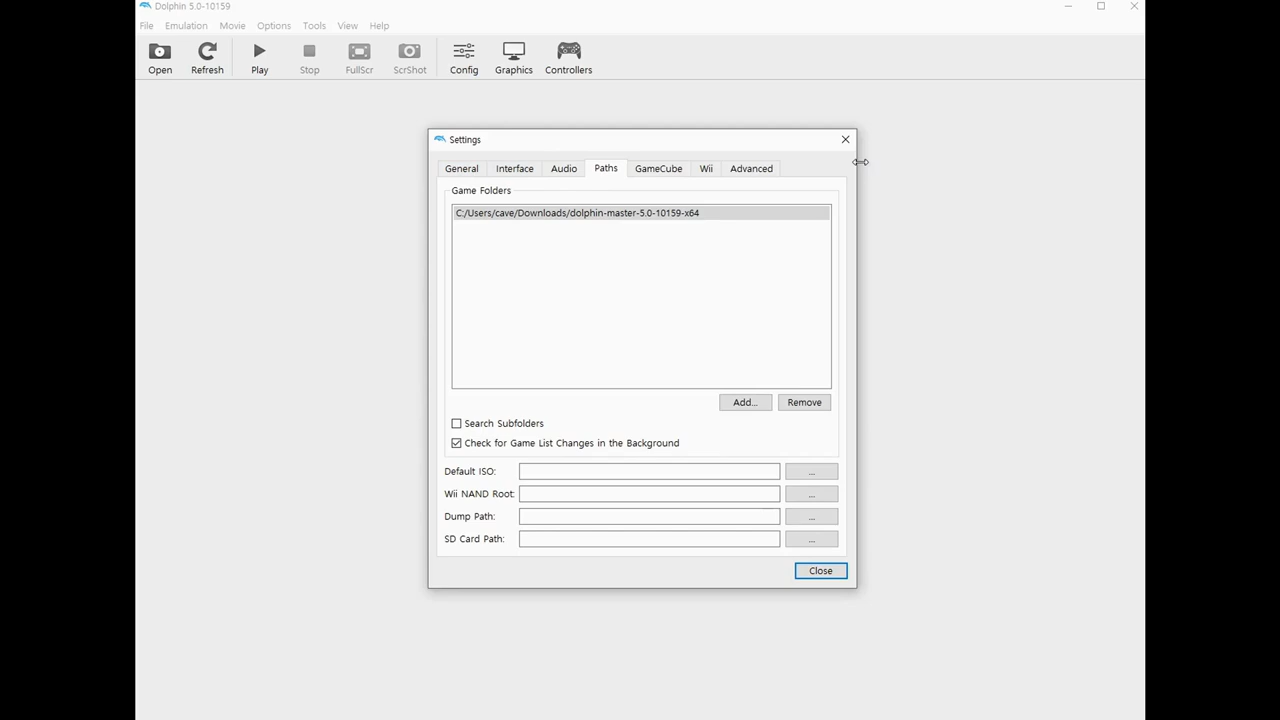 Dolphin 5.0-10159
File Emulation Movie Options Tools View Help
Open Refresh Play Stop FullScr ScrShot Config Graphics Controllers
Settings
General Interface Audio Paths GameCube Wii Advanced
Game Folders
C:/Users/cave/Downloads/dolphin-master-5.0-10159-x64
Add... Remove
Search Subfolders
Check for Game List Changes in the Background
Default ISO: ...
Wii NAND Root: ...
Dump Path: ...
SD Card Path: ...
Close